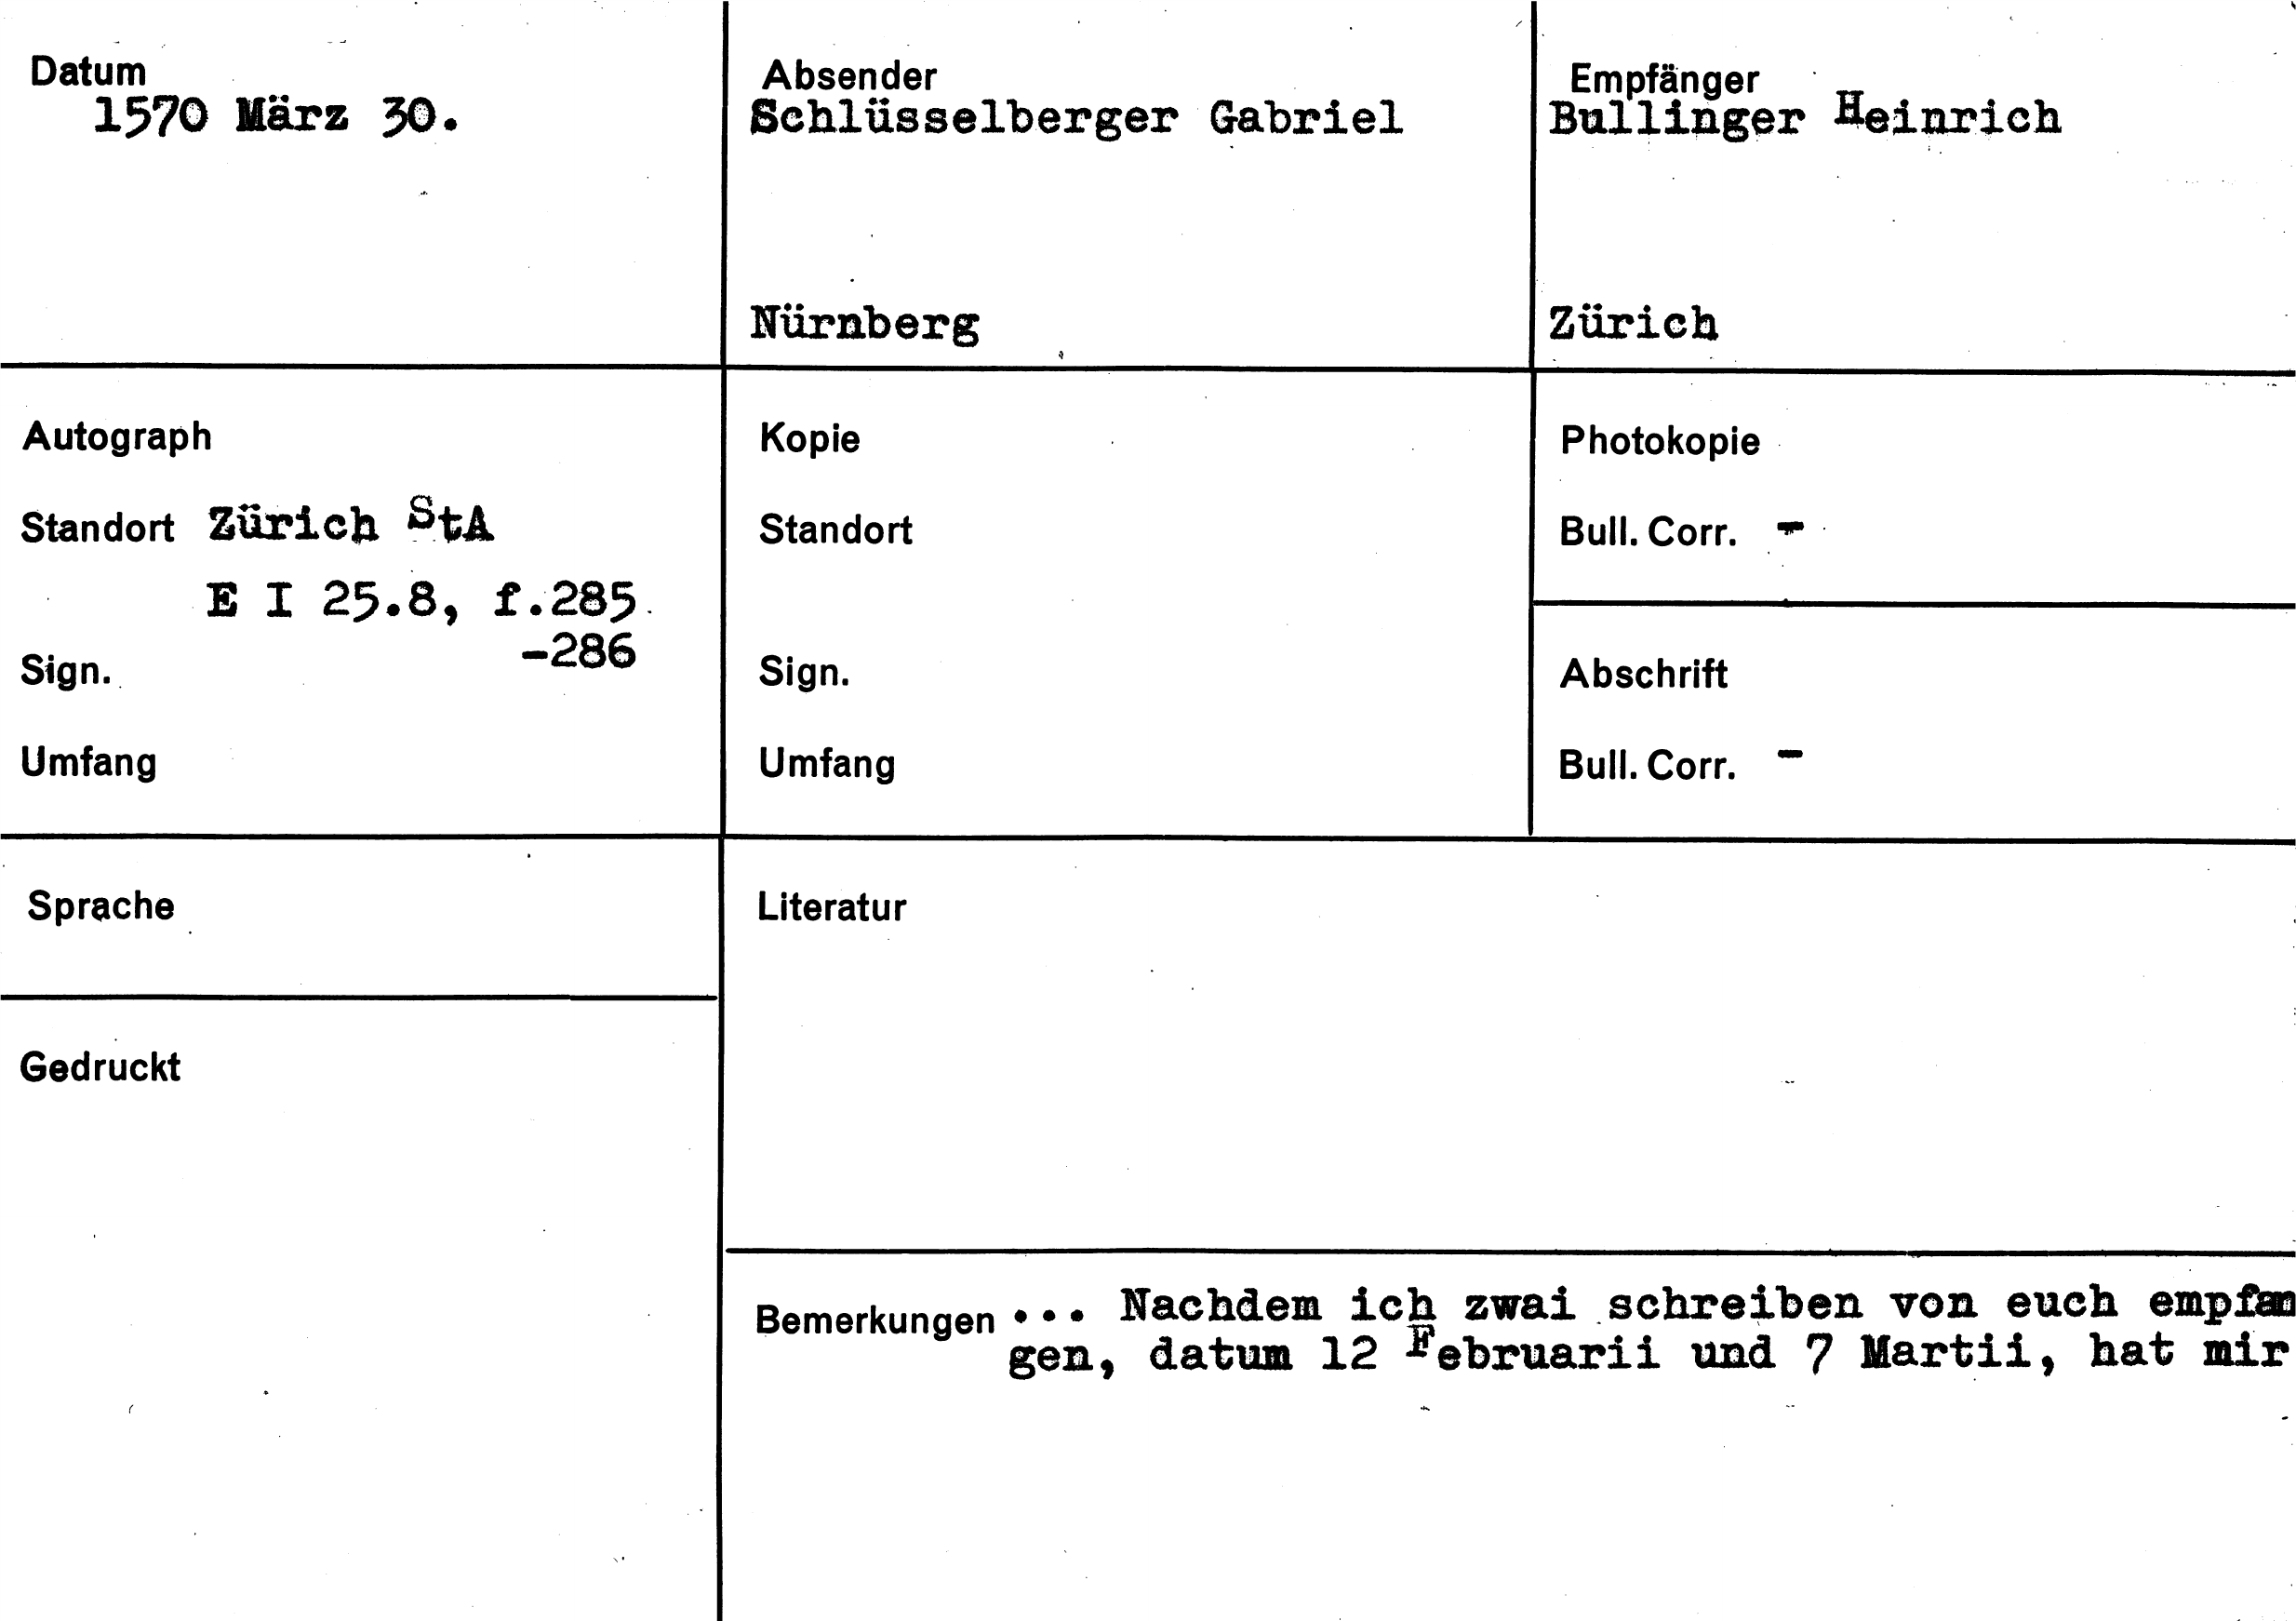 Datum
1570 März 30.
Absender
Schlüsselberger Gabriel
Nürnberg
Empfänger
Bullinger Heinrich
Zürich
Autograph
Standort Zürich StA
E I 25.8, f.285
-286
Sign.
Umfang
Kopie
Standort
Sign.
Umfang
Photokopie
Bull. Corr. -
Abschrift
Bull. Corr. -
Sprache
Gedruckt
Literatur
Bemerkungen ... Nachdem ich zwai schreiben von euch empfan
gen, datum 12 Februarii und 7 Martii, hat mir